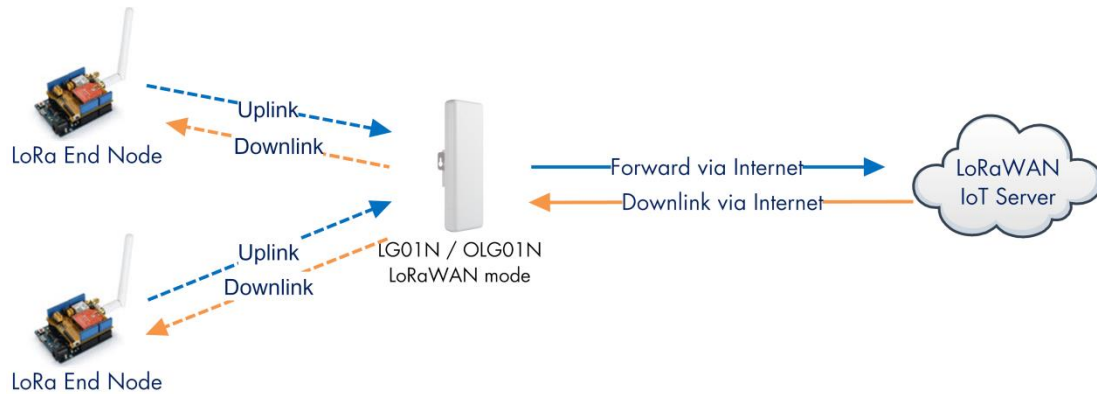 Uplink
Downlink
LoRa End Node
Forward via Internet
Downlink via Internet
LoRaWAN
IoT Server
LG01N / OLG01N
LoRaWAN mode
Uplink
Downlink
LoRa End Node